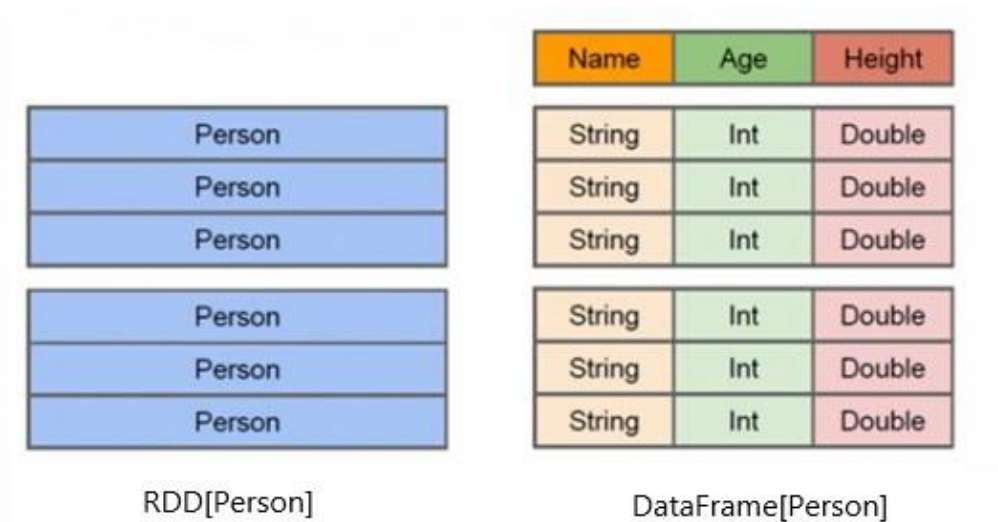 Name Age Height
Person
Person
Person
String Int Double
String Int Double
String Int Double
Person
Person
Person
String Int Double
String Int Double
String Int Double
RDD[Person]
DataFrame[Person]